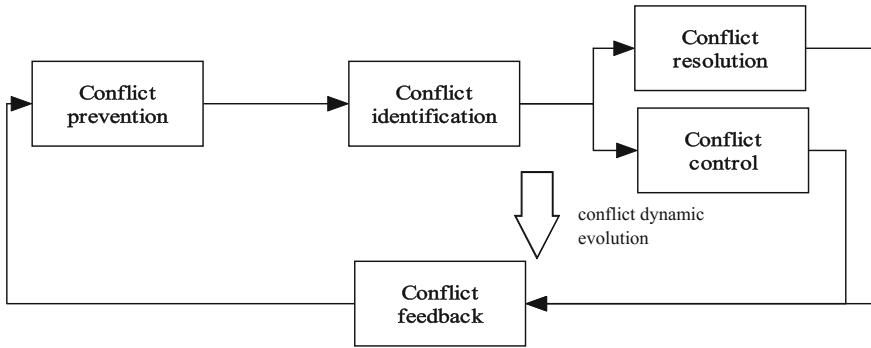 Conflict
resolution
Conflict
prevention
Conflict
identification
Conflict
control
conflict dynamic
evolution
Conflict
feedback